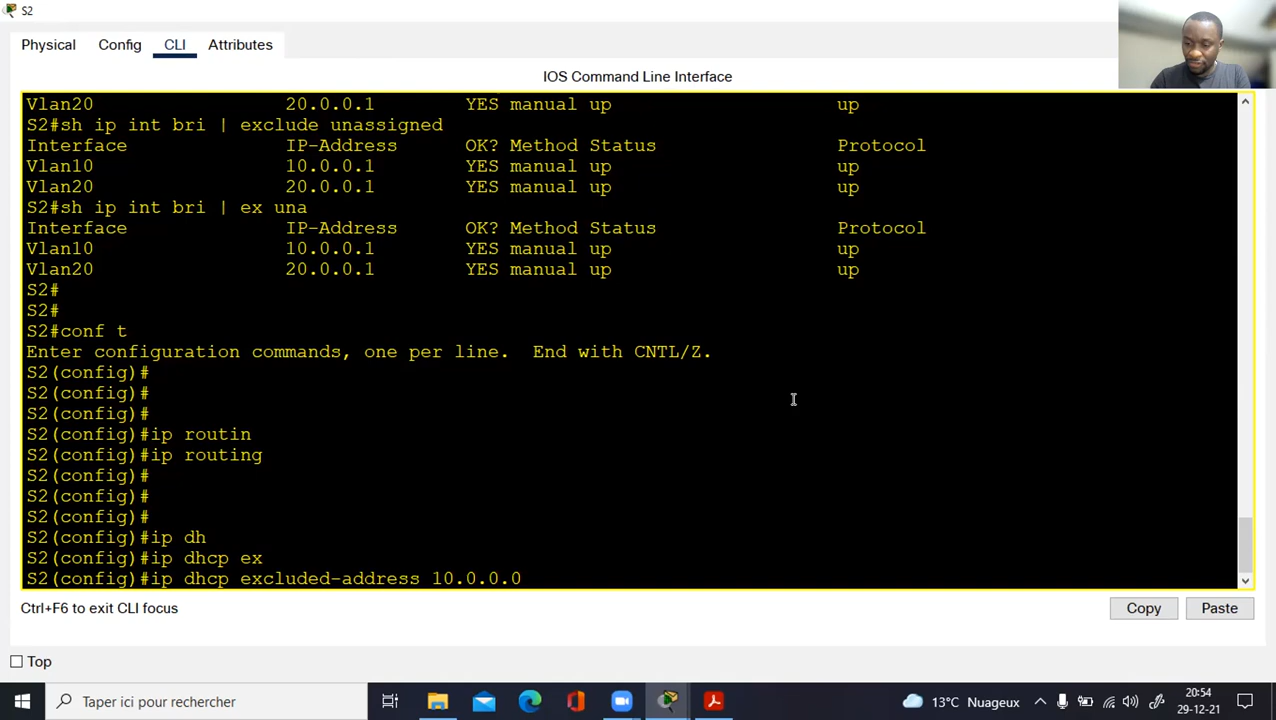 S2
Physical Config CLI Attributes
IOS Command Line Interface
Vlan20 20.0.0.1 YES manual up up
S2#sh ip int bri | exclude unassigned
Interface IP-Address OK? Method Status Protocol
Vlan10 10.0.0.1 YES manual up up
Vlan20 20.0.0.1 YES manual up up
S2#sh ip int bri | ex una
Interface IP-Address OK? Method Status Protocol
Vlan10 10.0.0.1 YES manual up up
Vlan20 20.0.0.1 YES manual up up
S2#
S2#
S2#conf t
Enter configuration commands, one per line. End with CNTL/Z.
S2(config)#
S2(config)#
S2(config)#
S2(config)#ip routin
S2(config)#ip routing
S2(config)#
S2(config)#
S2(config)#
S2(config)#ip dh
S2(config)#ip dhcp ex
S2(config)#ip dhcp excluded-address 10.0.0.0
Ctrl+F6 to exit CLI focus
Copy Paste
Top
Taper ici pour rechercher
13°C Nuageux
20:54
29-12-21